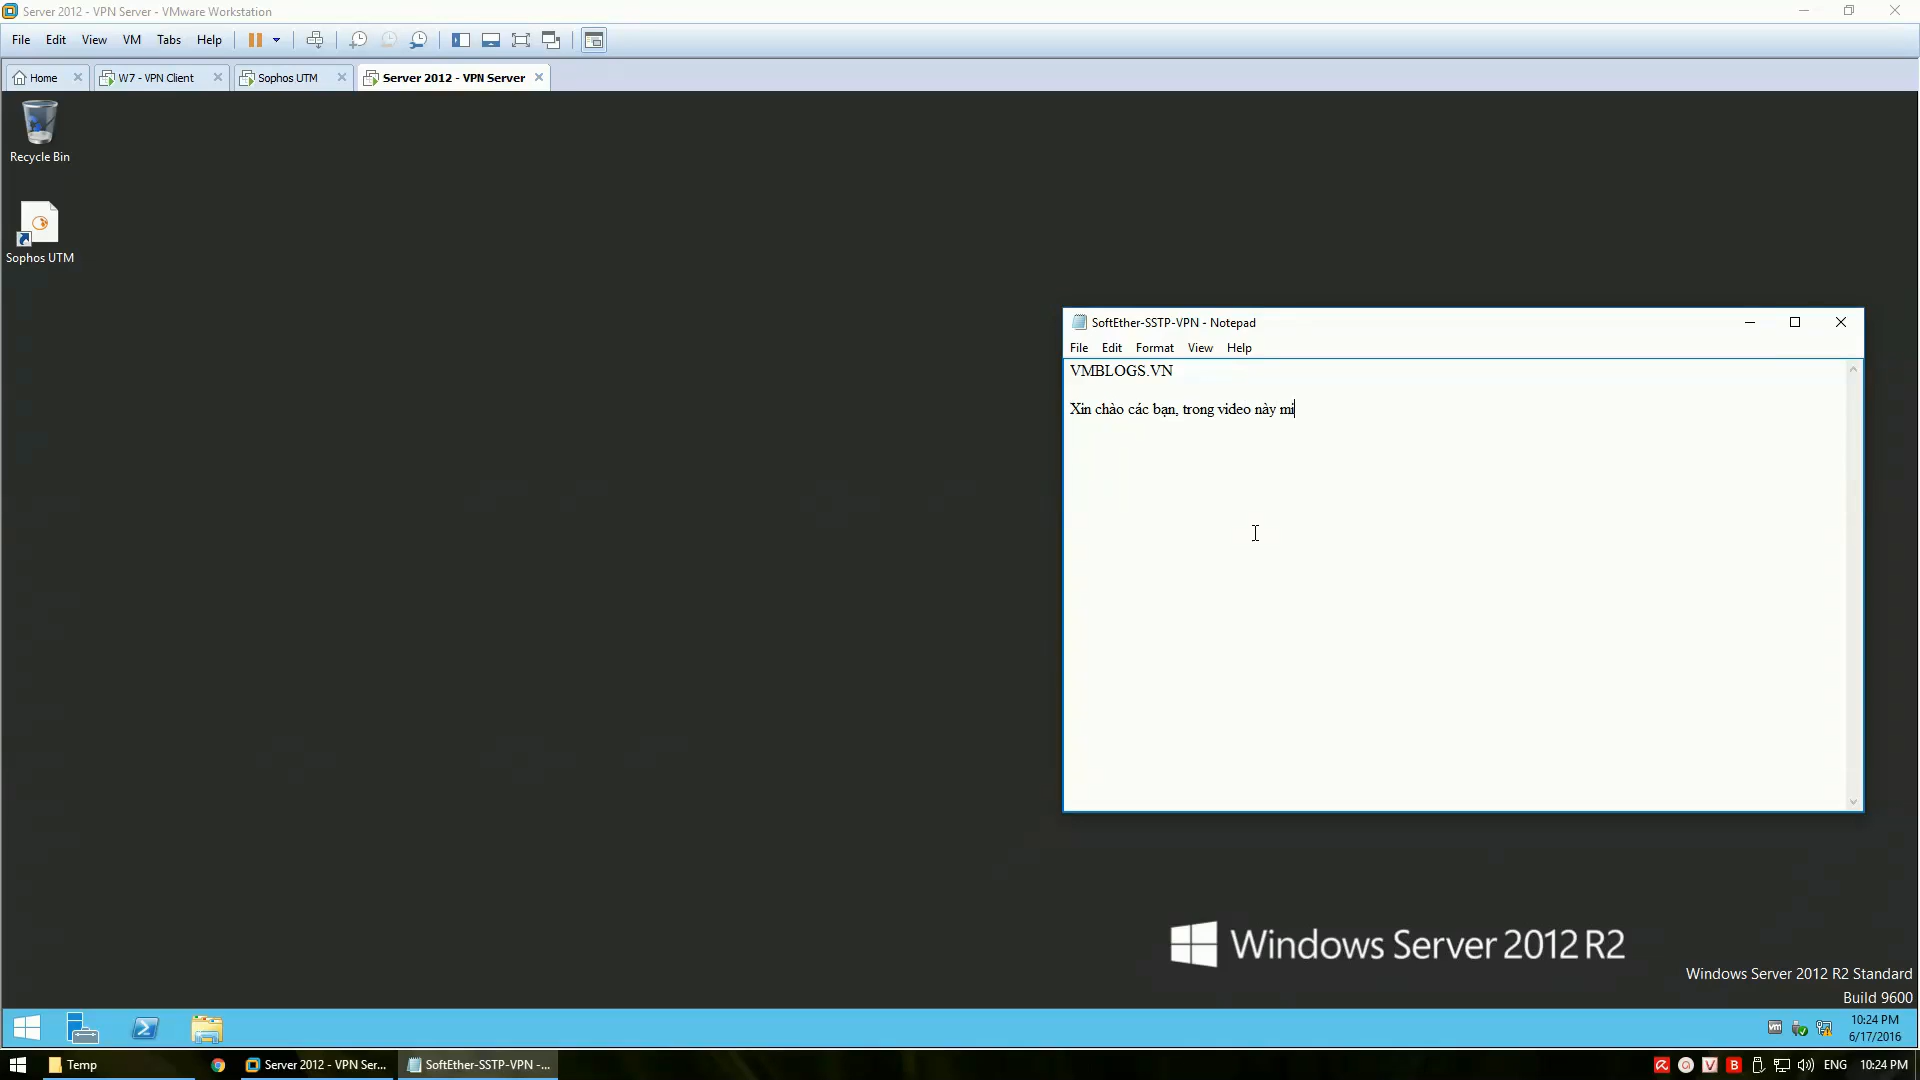 Server 2012 - VPN Server - VMware Workstation
File Edit View VM Tabs Help
Home W7 - VPN Client Sophos UTM Server 2012 - VPN Server
Recycle Bin
Sophos UTM
SoftEther-SSTP-VPN - Notepad
File Edit Format View Help
VMBLOGS.VN
Xin chào các bạn, trong video này mi
Windows Server 2012 R2
Windows Server 2012 R2 Standard
Build 9600
10:24 PM
6/17/2016
Temp Server 2012 - VPN Ser... SoftEther-SSTP-VPN -... ENG 10:24 PM